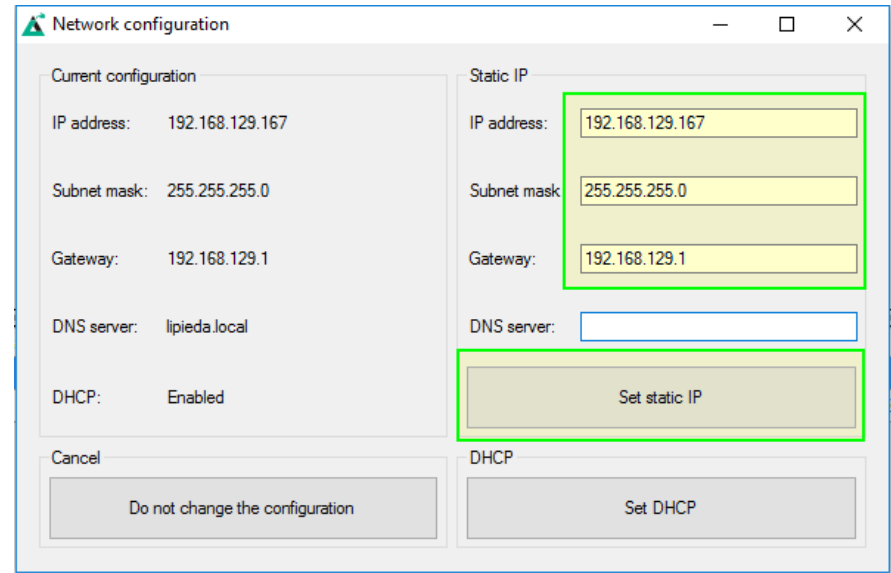 Network configuration
Current configuration
IP address: 192.168.129.167
Subnet mask: 255.255.255.0
Gateway: 192.168.129.1
DNS server: lipieda.local
DHCP: Enabled
Static IP
IP address: 192.168.129.167
Subnet mask 255.255.255.0
Gateway: 192.168.129.1
DNS server:
Set static IP
Cancel
Do not change the configuration
DHCP
Set DHCP